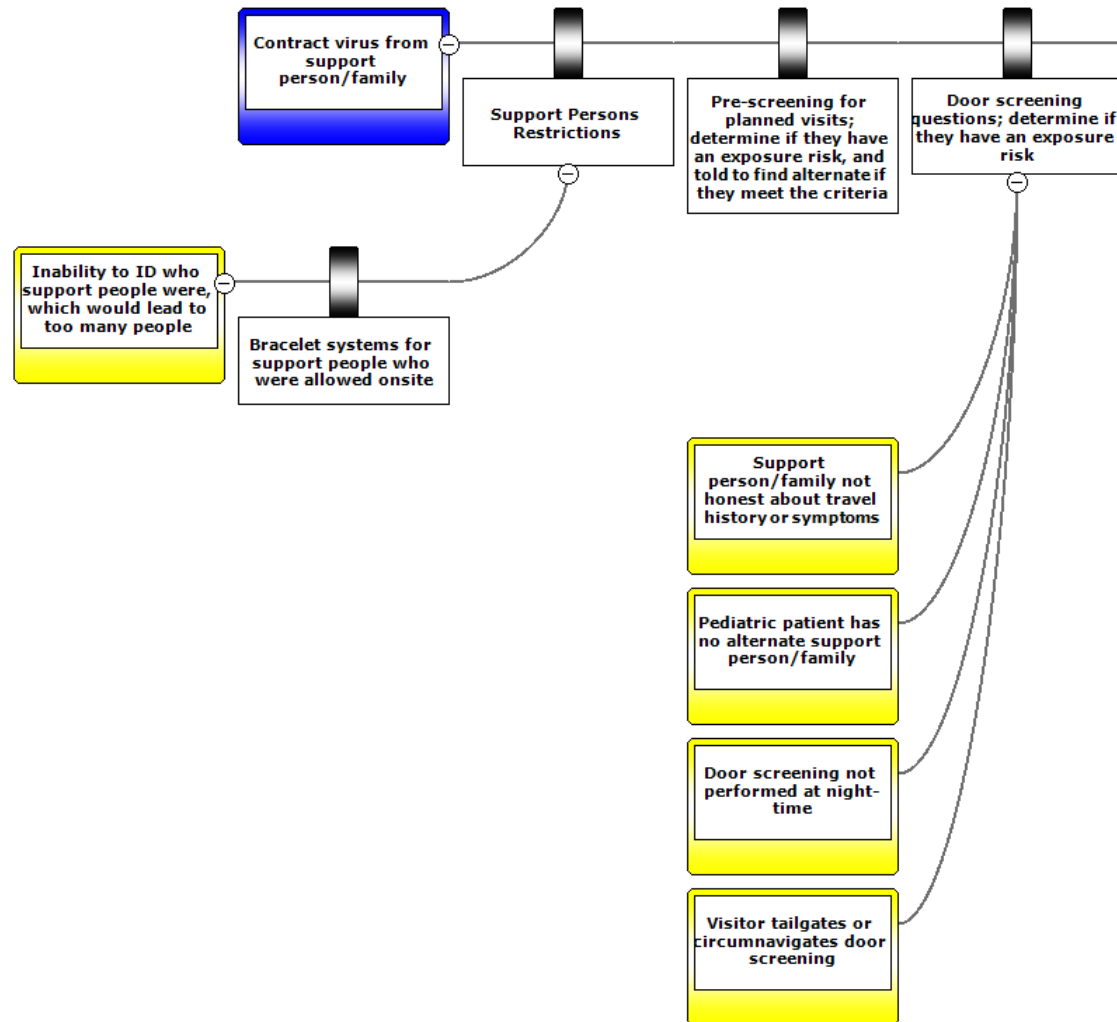 Contract virus from
support
person/family
Support Persons
Restrictions
Pre-screening for
planned visits;
determine if they have
an exposure risk, and
told to find alternate if
they meet the criteria
Door screening
questions; determine if
they have an exposure
risk
Inability to ID who
support people were,
which would lead to
too many people
Bracelet systems for
support people who
were allowed onsite
Support
person/family not
honest about travel
history or symptoms
Pediatric patient has
no alternate support
person/family
Door screening not
performed at night-
time
Visitor tailgates or
circumnavigates door
screening